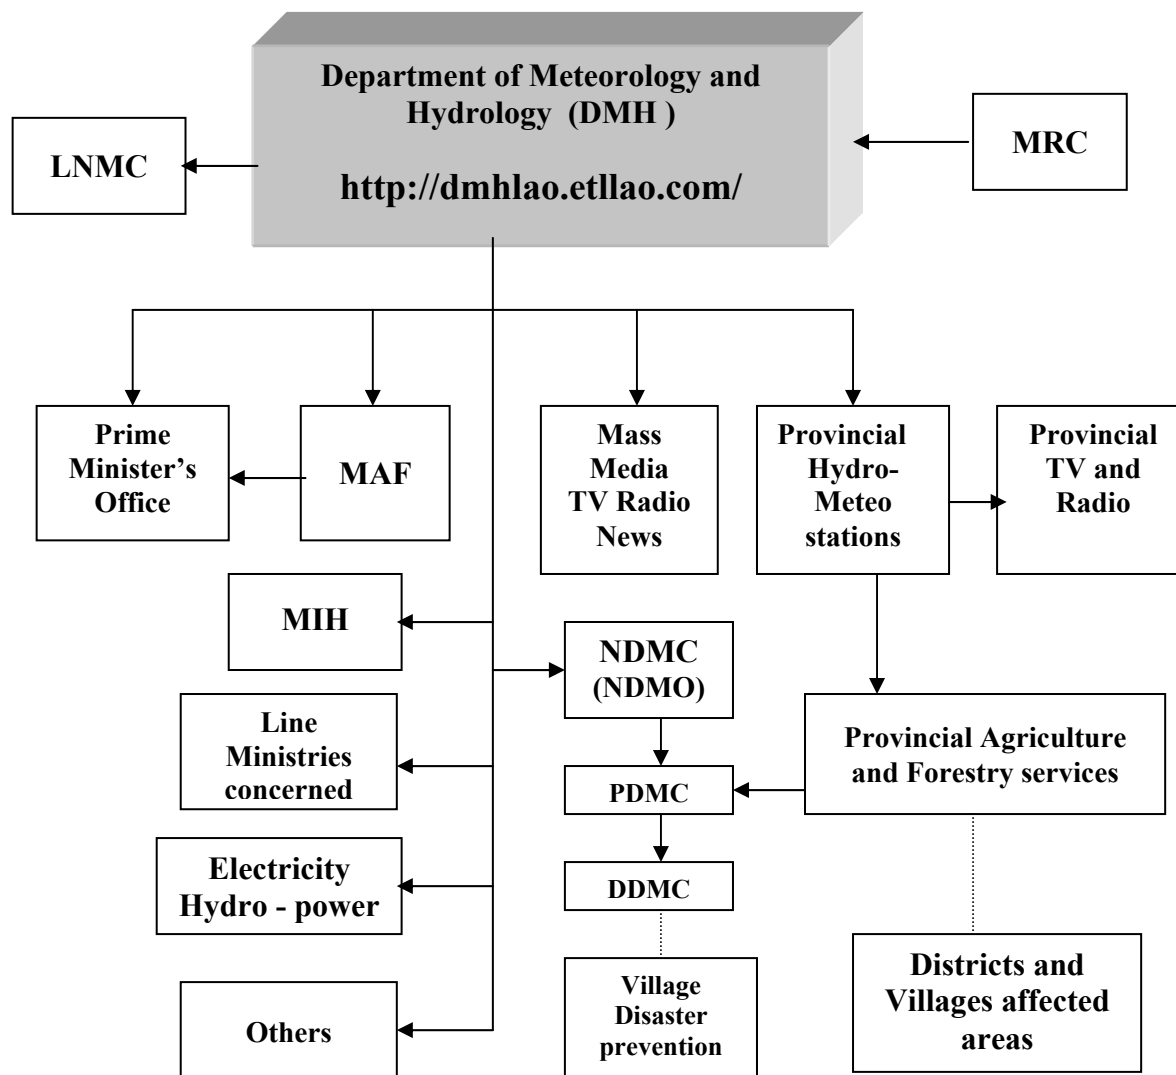 Department of Meteorology and
Hydrology (DMH )
http://dmhlao.etllao.com/
LNMC
MRC
Prime
Minister’s
Office
MAF
Mass
Media
TV Radio
News
Provincial
Hydro-
Meteo
stations
Provincial
TV and
Radio
MIH
NDMC
(NDMO)
Line
Ministries
concerned
PDMC
Provincial Agriculture
and Forestry services
Electricity
Hydro - power
DDMC
Others
Village
Disaster
prevention
Districts and
Villages affected
areas